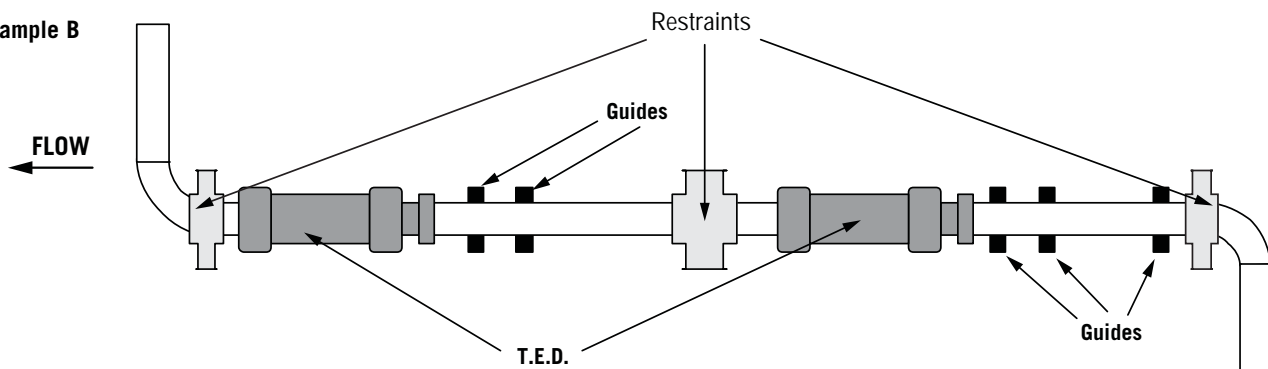 ample B
Restraints
Guides
FLOW
Guides
T.E.D.